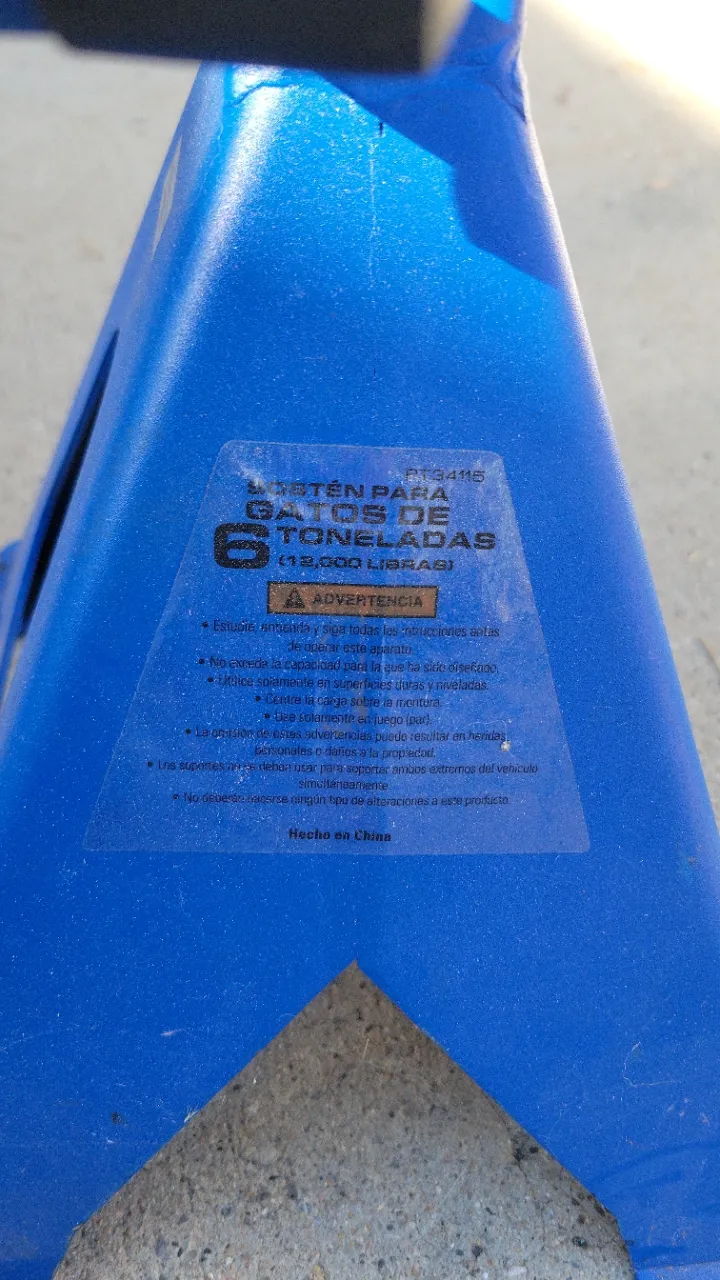 PT34115
SOSTÉN PARA
GATOS DE
6 TONELADAS
(12,000 LIBRAS)
ADVERTENCIA
• Estudie, entienda y siga todas las intrucciones antes
de operar este aparato.
• No exceda la capacidad para la que ha sido diseñado.
• Utilice solamente en superficies duras y niveladas.
• Centre la carga sobre la montura.
• Use solamente en juego (par).
• La omisión de estas advertencias puede resultar en heridas
personales o daños a la propiedad.
• Los soportes no se deben usar para soportar ambos extremos del vehículo
simultáneamente.
• No deberán hacerse ningún tipo de alteraciones a este producto.
Hecho en China